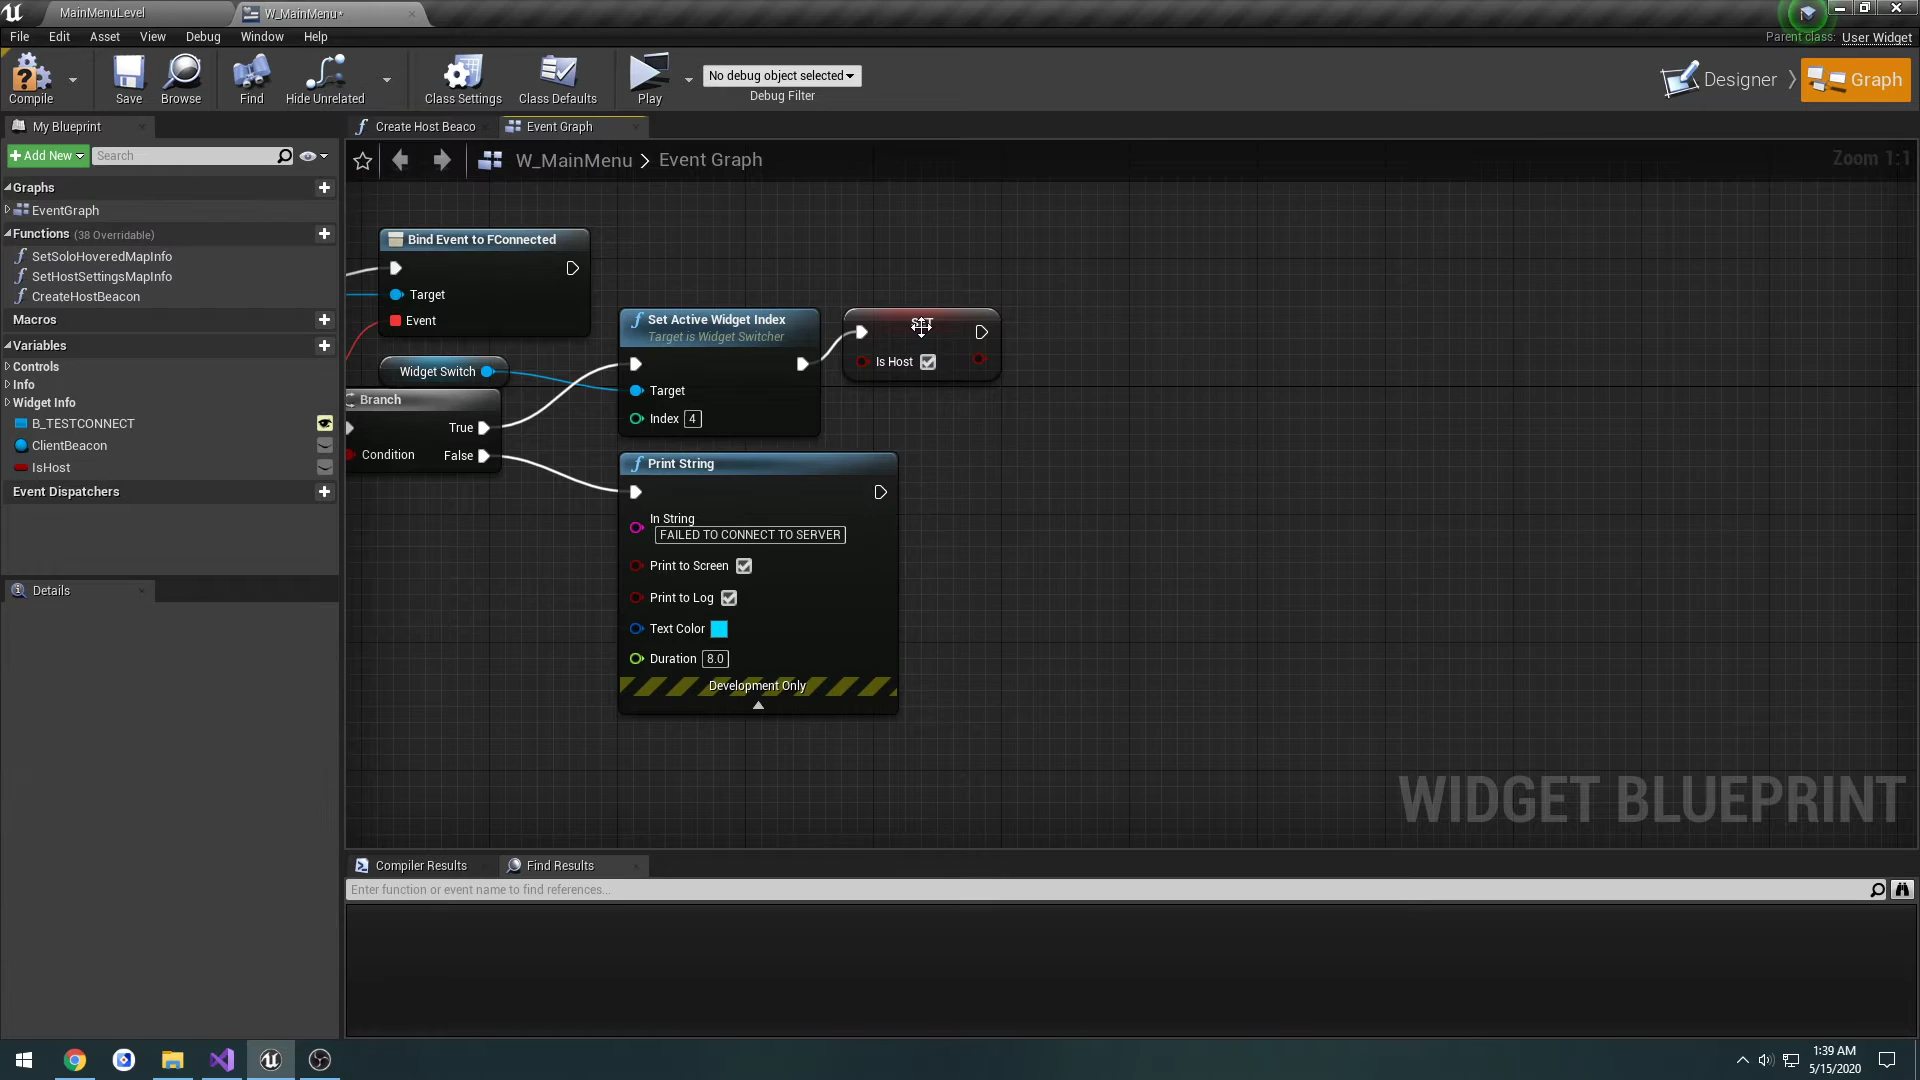 MainMenuLevel
W_MainMenu*
File Edit Asset View Debug Window Help
Parent class: User Widget
Compile Save Browse Find Hide Unrelated Class Settings Class Defaults Play
No debug object selected
Debug Filter
Designer Graph
My Blueprint
Create Host Beaco
Event Graph
Add New
Search
W_MainMenu > Event Graph
Zoom 1:1
Graphs
EventGraph
Functions (38 Overridable)
SetSoloHoveredMapInfo
SetHostSettingsMapInfo
CreateHostBeacon
Macros
Variables
Controls
Info
Widget Info
B_TESTCONNECT
ClientBeacon
IsHost
Event Dispatchers
Details
Bind Event to FConnected
Target
Event
Widget Switch
Branch
True
Condition False
Set Active Widget Index
Target is Widget Switcher
Target
Index 4
SET
Is Host
Print String
In String
FAILED TO CONNECT TO SERVER
Print to Screen
Print to Log
Text Color
Duration 8.0
Development Only
WIDGET BLUEPRINT
Compiler Results
Find Results
Enter function or event name to find references...
1:39 AM
5/15/2020